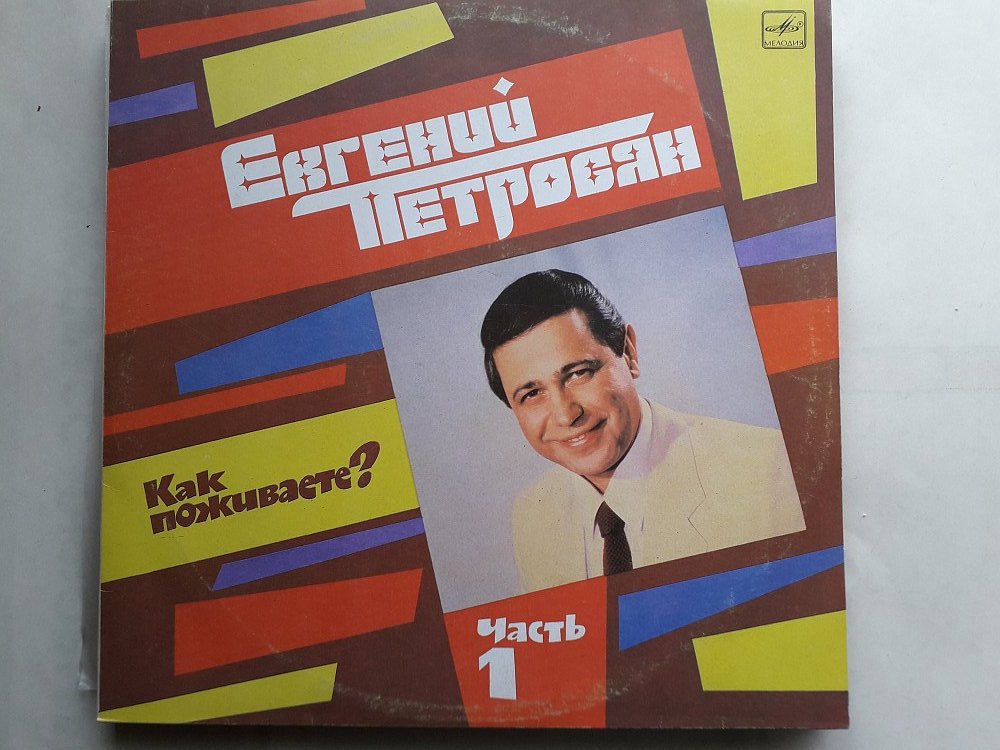 МЕЛОДИЯ
ЕВГЕНИЙ
ПЕТРОСЯН
Как
поживаете?
Часть
1